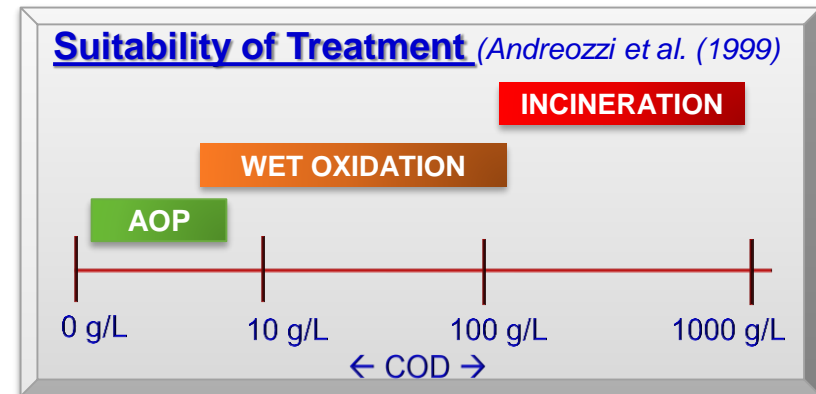 Suitability of Treatment (Andreozzi et al. (1999)
INCINERATION
WET OXIDATION
AOP
0 g/L 10 g/L 100 g/L 1000 g/L
← COD →